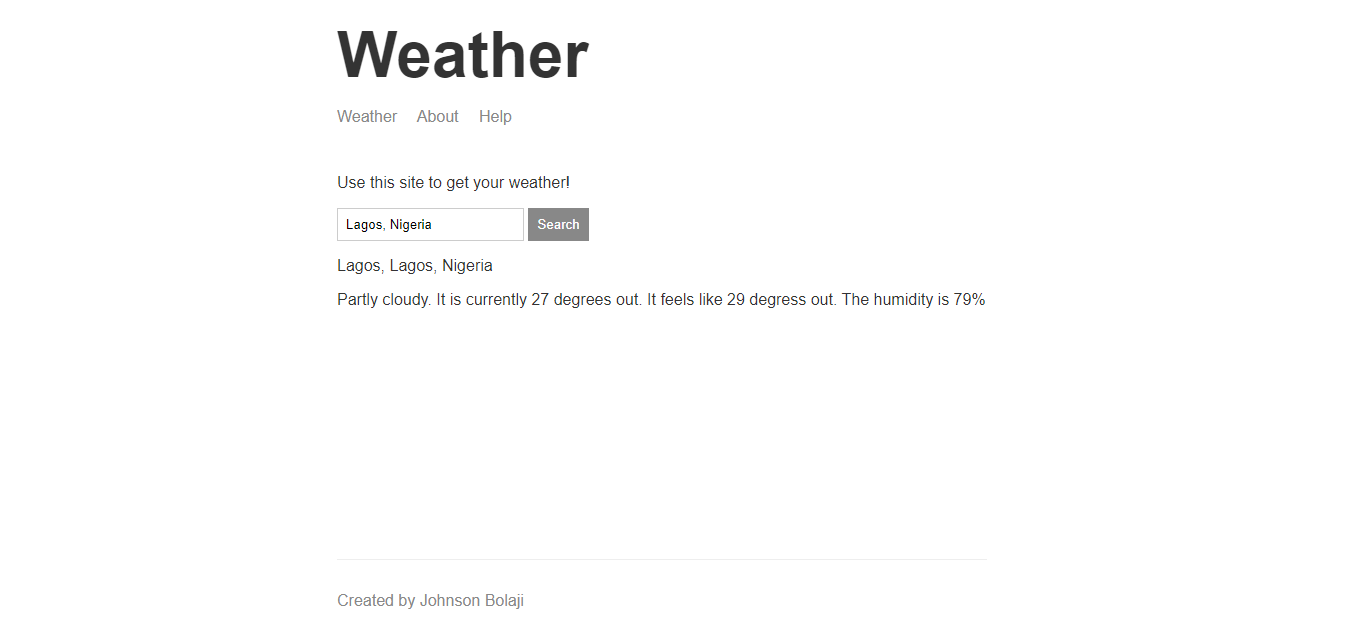 Weather
Weather About Help
Use this site to get your weather!
Lagos, Nigeria Search
Lagos, Lagos, Nigeria
Partly cloudy. It is currently 27 degrees out. It feels like 29 degress out. The humidity is 79%
Created by Johnson Bolaji